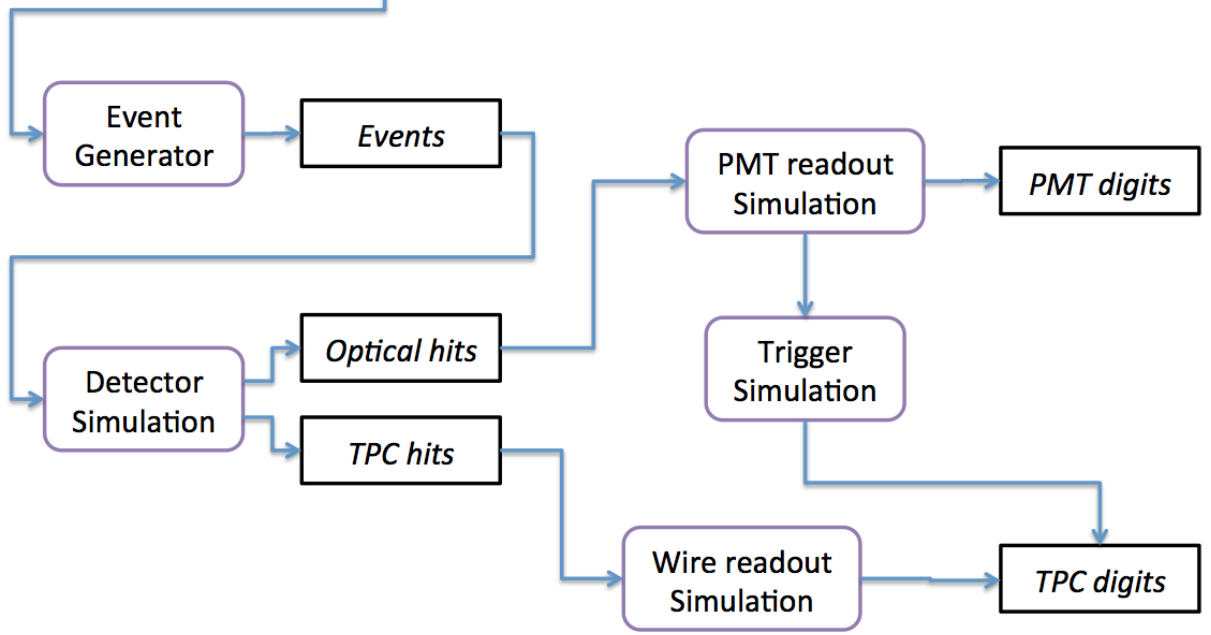 Event
Generator
Events
PMT readout
Simulation
PMT digits
Optical hits
Trigger
Simulation
Detector
Simulation
TPC hits
Wire readout
Simulation
TPC digits